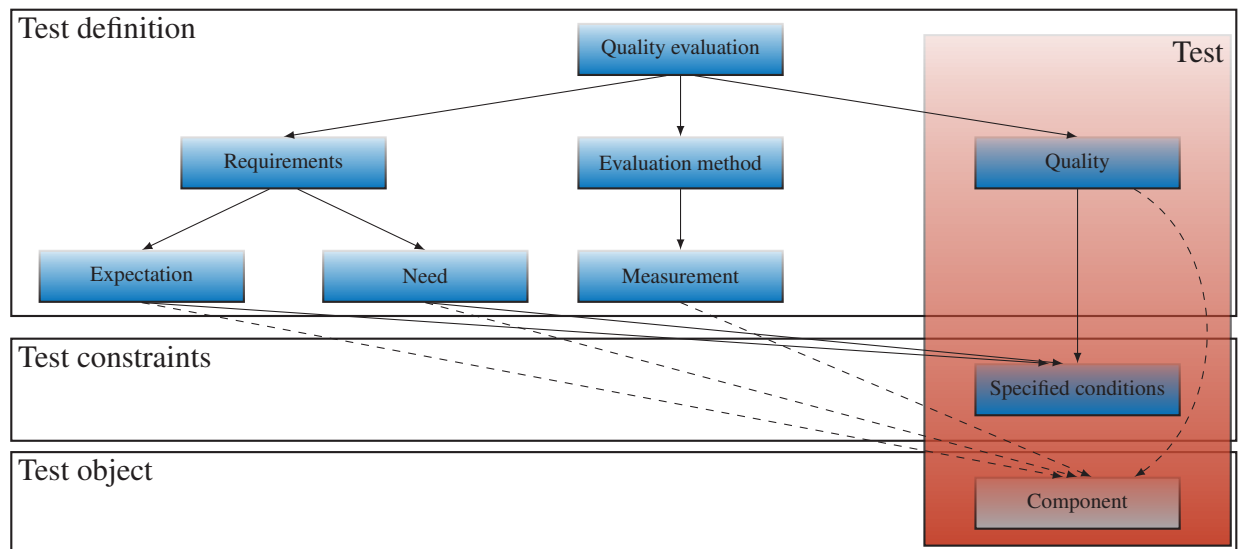 Test definition
Quality evaluation
Test
Requirements
Evaluation method
Quality
Expectation
Need
Measurement
Test constraints
Specified conditions
Test object
Component